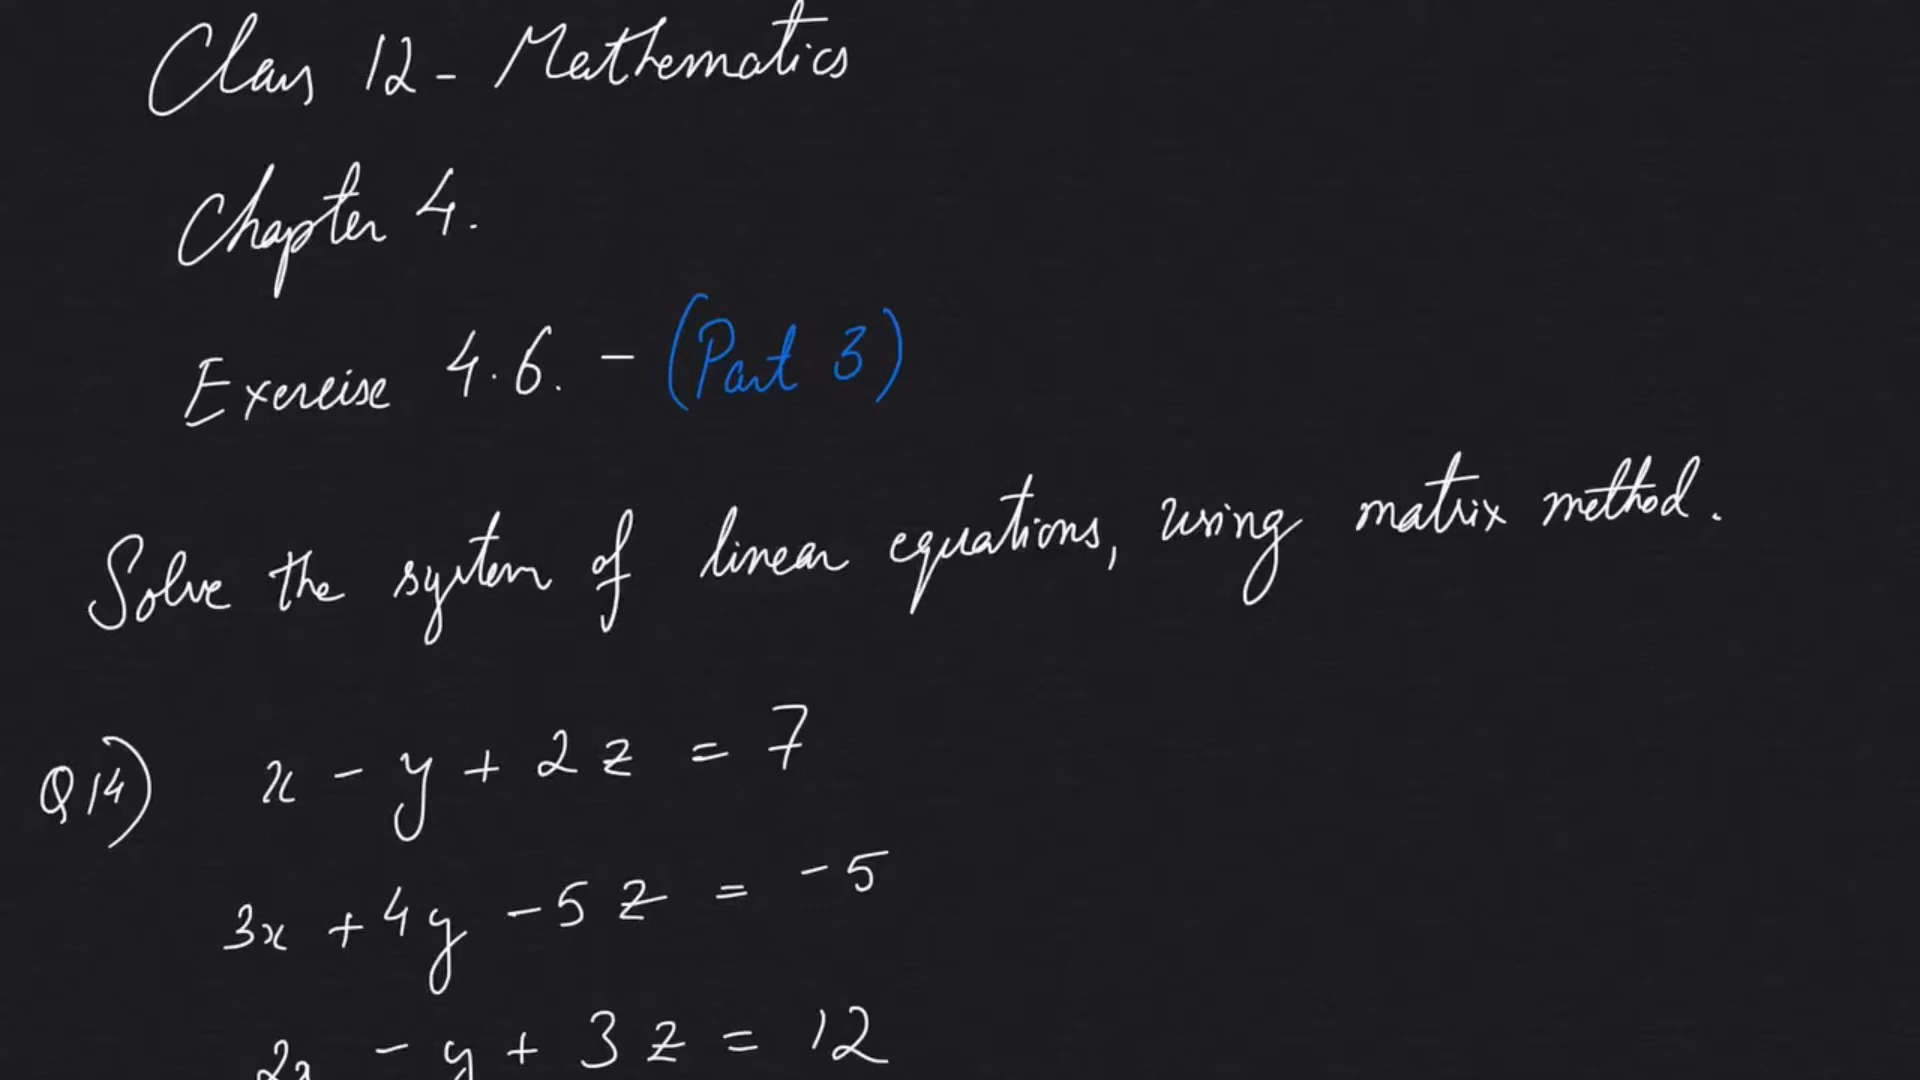 Class 12 - Mathematics
Chapter 4.
Exercise 4.6. - (Part 3)
Solve the system of linear equations, using matrix method.
Q14) x - y + 2z = 7
3x + 4y - 5z = -5
2x - y + 3z = 12